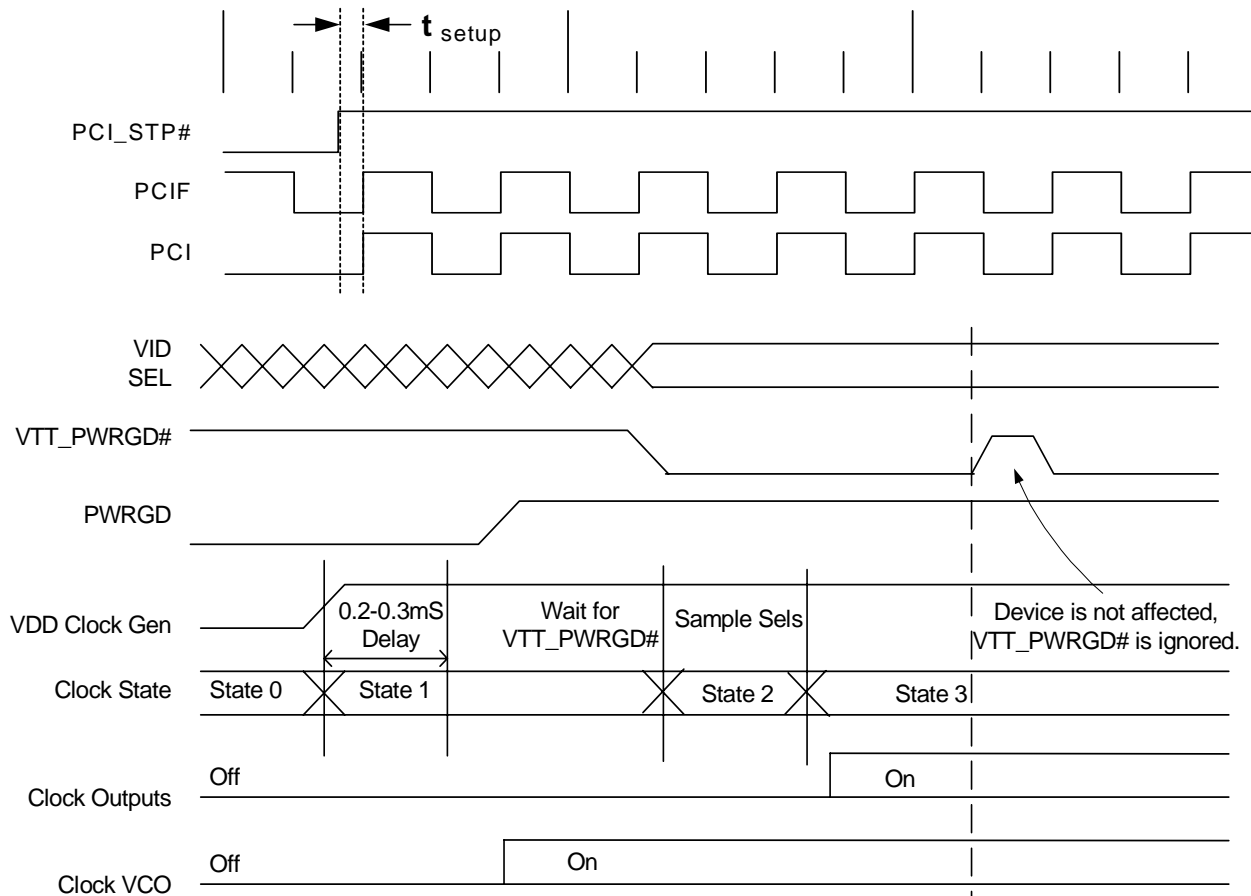 t setup
PCI_STP#
PCIF
PCI
VID
SEL
VTT_PWRGD#
PWRGD
VDD Clock Gen
0.2-0.3mS
Delay
Wait for
VTT_PWRGD#
Sample Sels
Device is not affected,
VTT_PWRGD# is ignored.
Clock State
State 0
State 1
State 2
State 3
Clock Outputs
Off
On
Clock VCO
Off
On